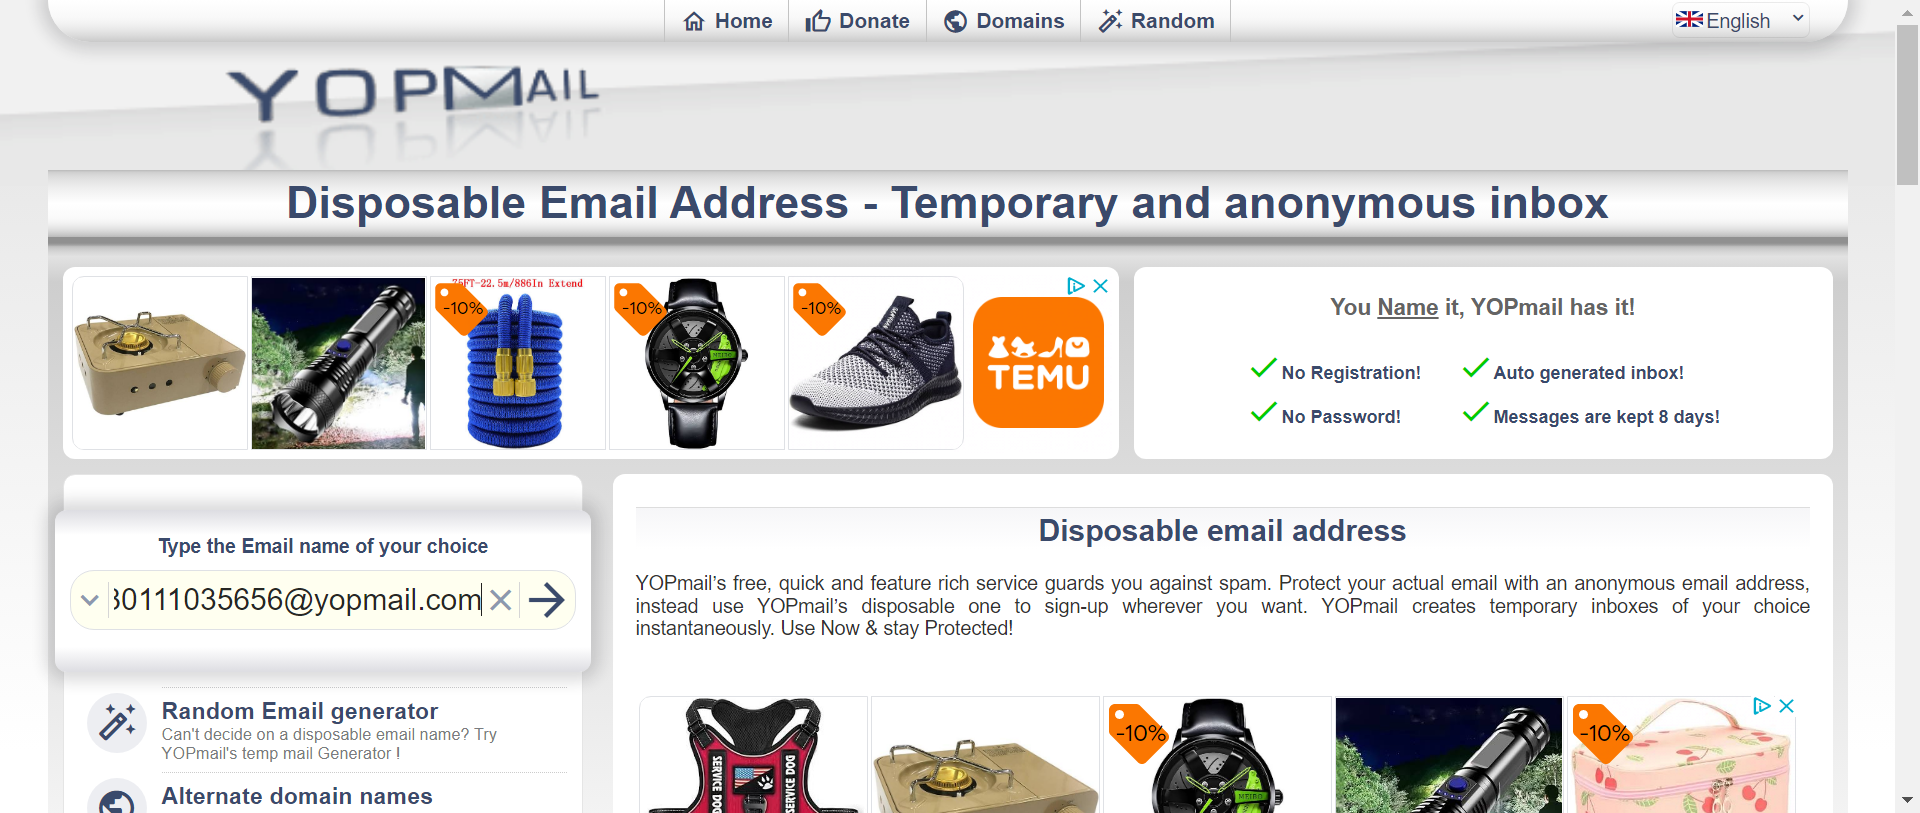 Home
Donate
Domains
Random
English
YOPMAIL
Disposable Email Address - Temporary and anonymous inbox
75FT-22.5m/886In Extend
-10%
-10%
-10%
TEMU
You Name it, YOPmail has it!
No Registration!
Auto generated inbox!
No Password!
Messages are kept 8 days!
Type the Email name of your choice
30111035656@yopmail.com
Random Email generator
Can't decide on a disposable email name? Try
YOPmail's temp mail Generator !
Alternate domain names
Disposable email address
YOPmail’s free, quick and feature rich service guards you against spam. Protect your actual email with an anonymous email address,
instead use YOPmail’s disposable one to sign-up wherever you want. YOPmail creates temporary inboxes of your choice
instantaneously. Use Now & stay Protected!
SERVICE DOG
SERVICE DOG
-10%
-10%